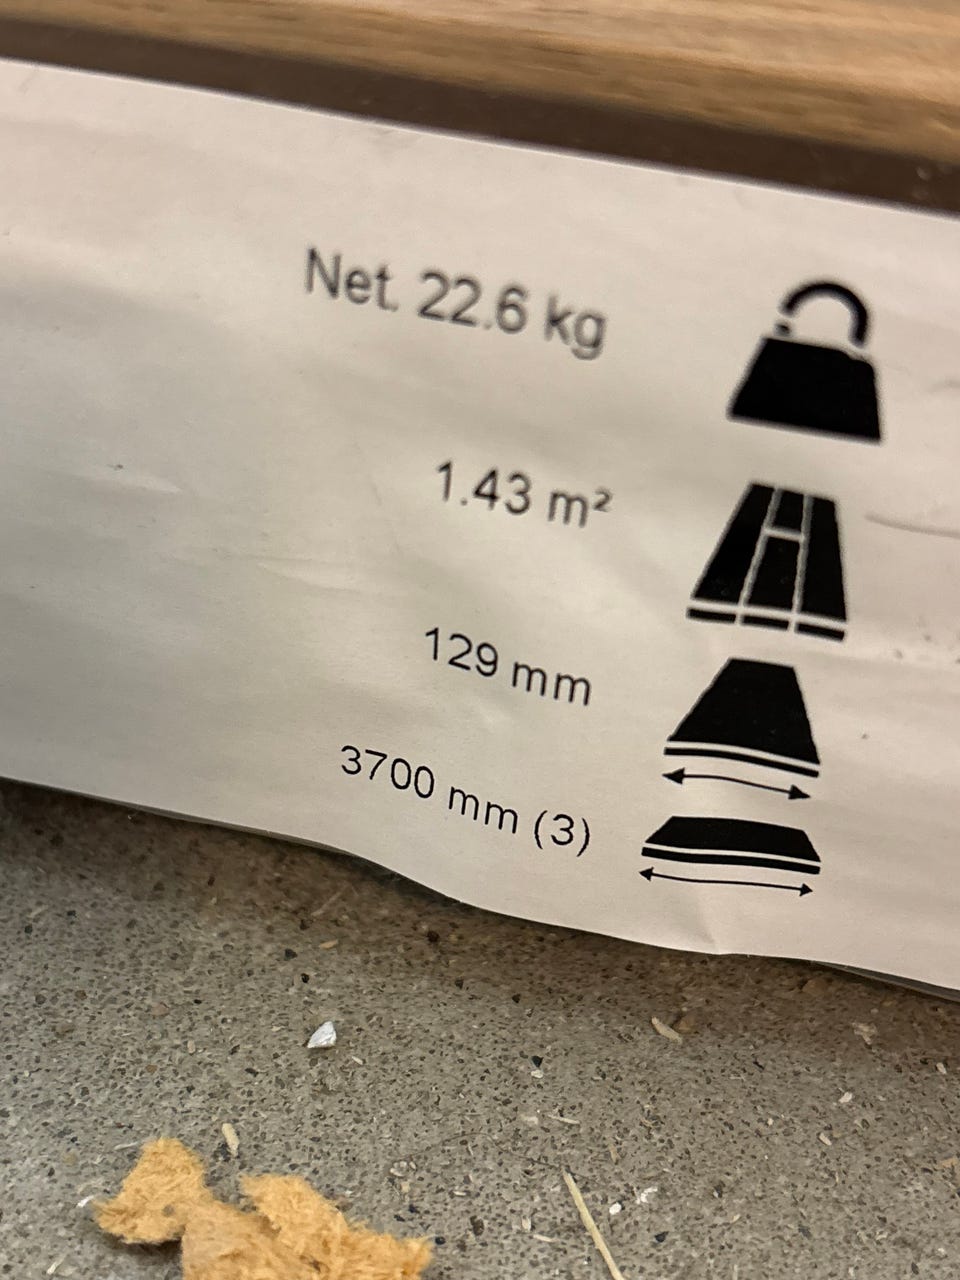 Net. 22.6 kg
1.43 m²
129 mm
3700 mm (3)